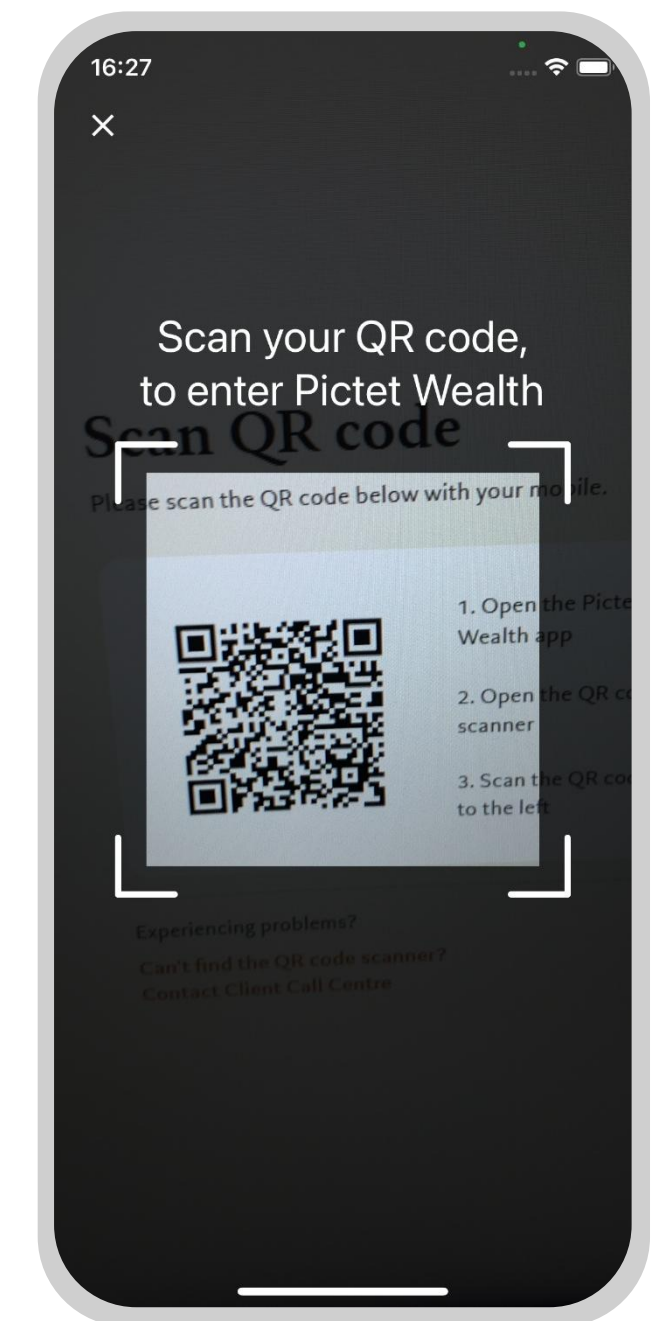 16:27
Scan your QR code,
to enter Pictet Wealth
Scan QR code
Please scan the QR code below with your mobile.
1. Open the Picte
Wealth app
2. Open the QR co
scanner
3. Scan the QR cod
to the left
Experiencing problems?
Can't find the QR code scanner?
Contact Client Call Centre